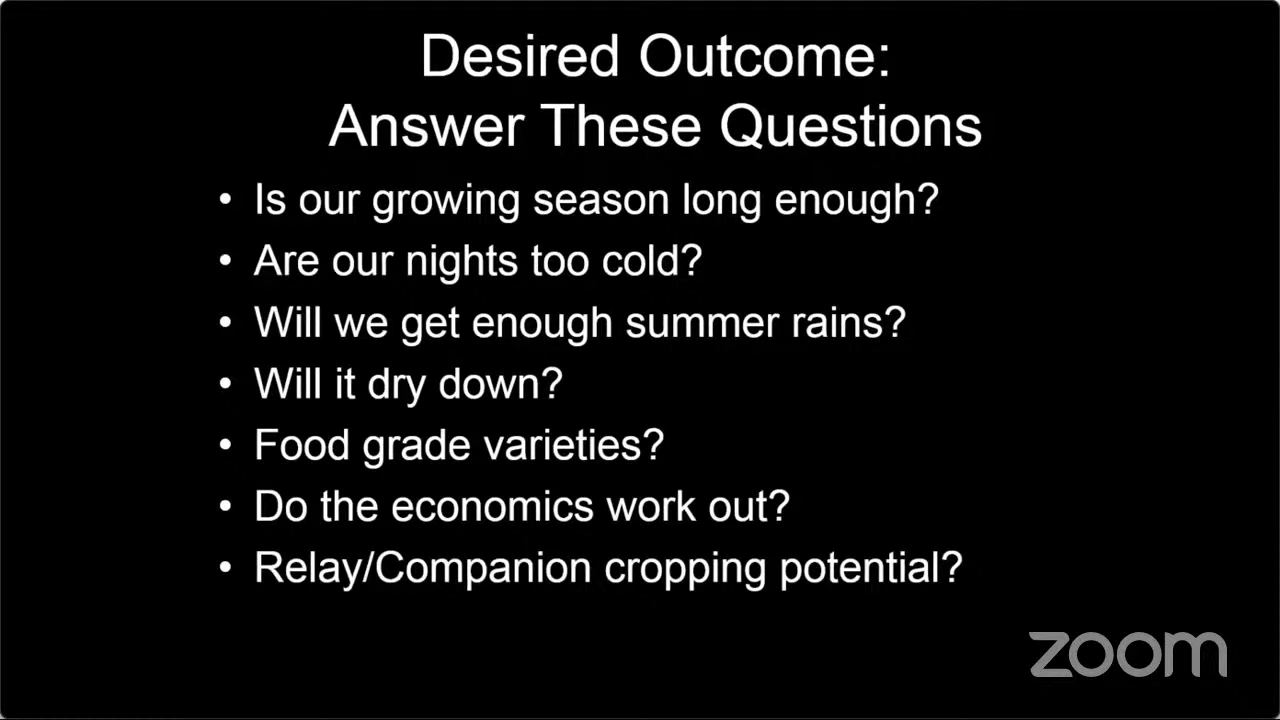 Desired Outcome:
Answer These Questions
• Is our growing season long enough?
• Are our nights too cold?
• Will we get enough summer rains?
• Will it dry down?
• Food grade varieties?
• Do the economics work out?
• Relay/Companion cropping potential?
zoom